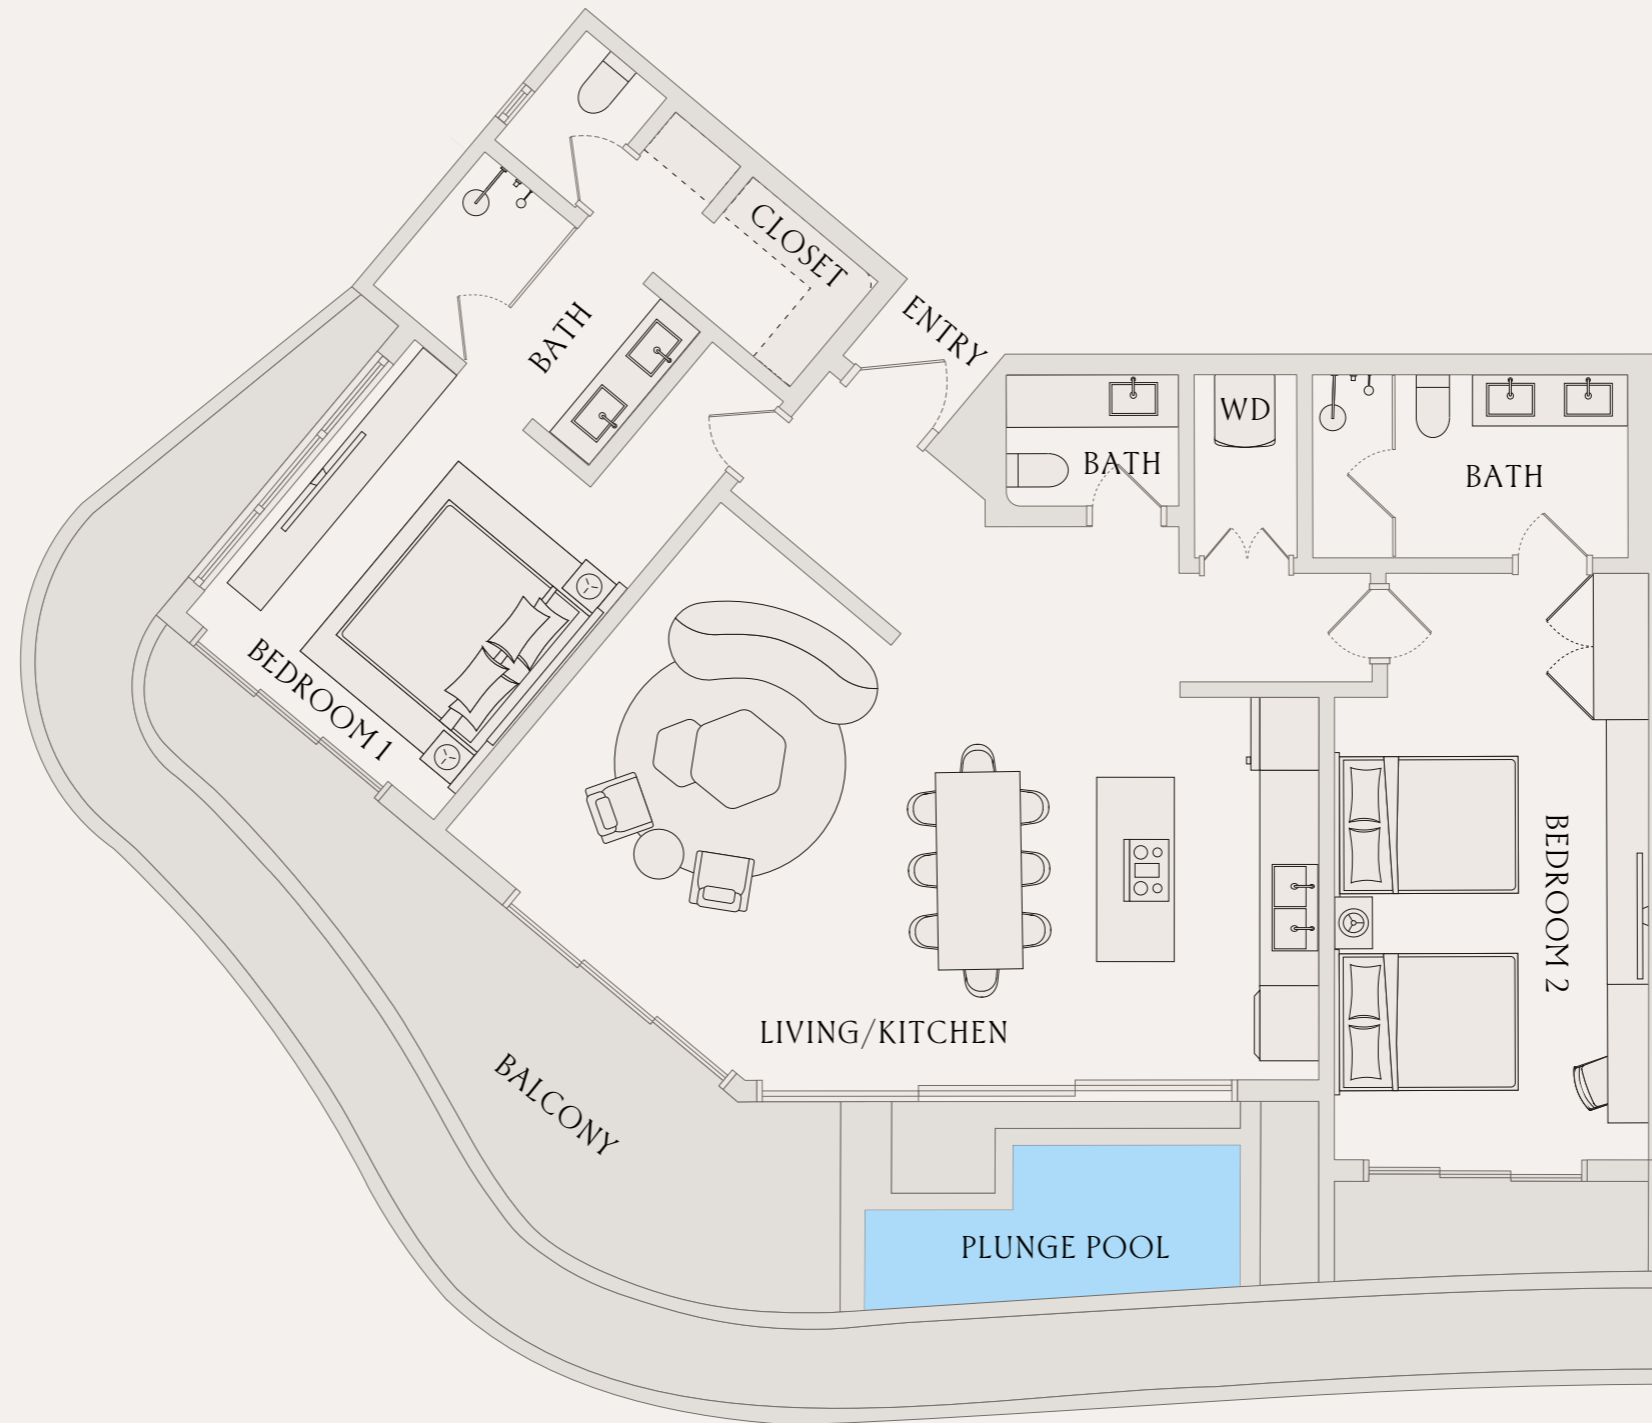 CLOSET
ENTRY
BATH
WD
BATH
BATH
BEDROOM 1
BEDROOM 2
LIVING/KITCHEN
BALCONY
PLUNGE POOL